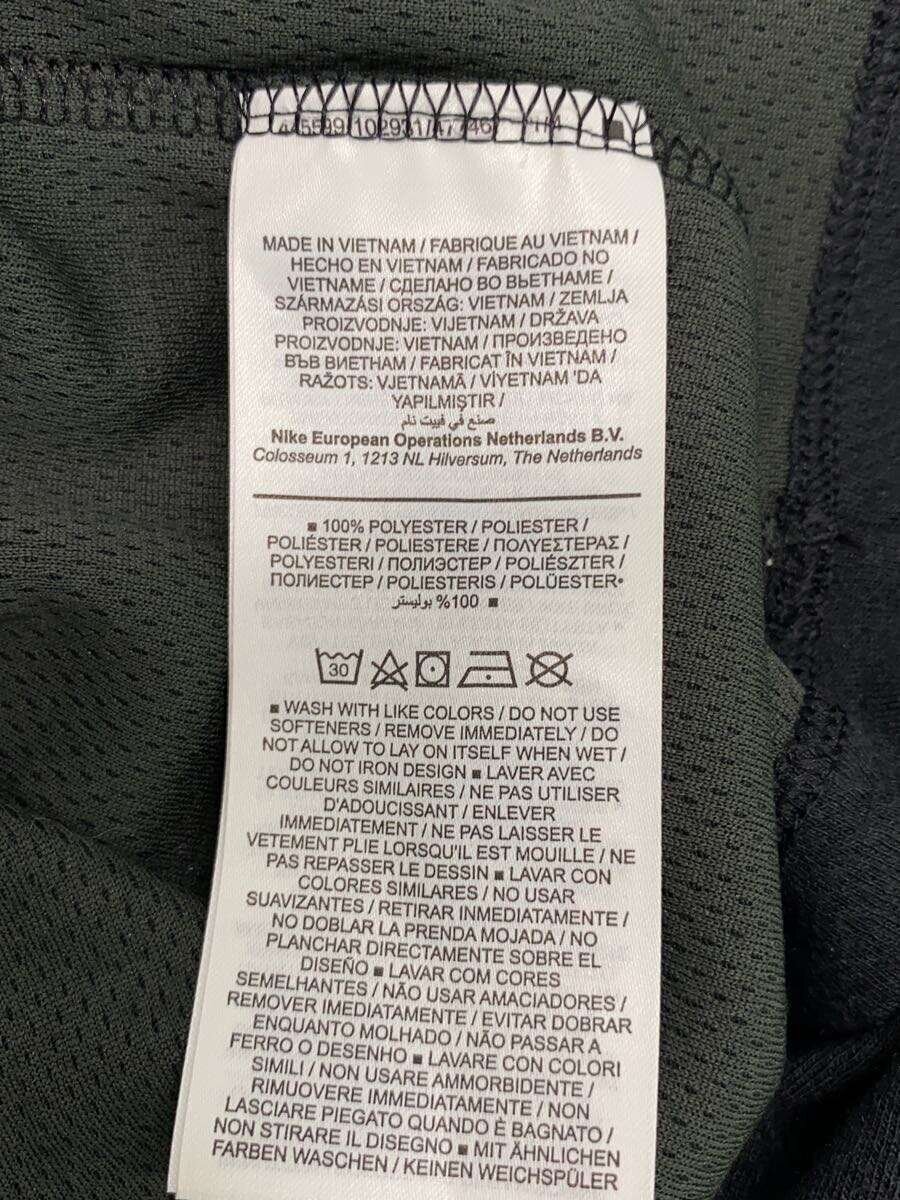 MADE IN VIETNAM / FABRIQUE AU VIETNAM /
HECHO EN VIETNAM / FABRICADO NO
VIETNAME / СДЕЛАНО ВО ВЬЕТНАМЕ /
SZÁRMAZÁSI ORSZÁG: VIETNAM / ZEMLJA
PROIZVODNJE: VIJETNAM / DRŽAVA
PROIZVODNJE: VIETNAM / ПРОИЗВЕДЕНО
ВЪВ ВИЕТНАМ / FABRICAT ÎN VIETNAM /
RAŽOTS: VJETNAMĀ / VİYETNAM 'DA
YAPILMIŞTIR /
صنع في فييت نام
Nike European Operations Netherlands B.V.
Colosseum 1, 1213 NL Hilversum, The Netherlands
■ 100% POLYESTER / POLIESTER /
POLIÉSTER / POLIESTERE / ΠΟΛΥΕΣΤΕΡΑΣ /
POLYESTERI / ПОЛИЭСТЕР / POLIÉSZTER /
ПОЛИЕСТЕР / POLIESTERIS / POLÜESTER•
%100 بوليستر ■
30
■ WASH WITH LIKE COLORS / DO NOT USE
SOFTENERS / REMOVE IMMEDIATELY / DO
NOT ALLOW TO LAY ON ITSELF WHEN WET /
DO NOT IRON DESIGN ■ LAVER AVEC
COULEURS SIMILAIRES / NE PAS UTILISER
D'ADOUCISSANT / ENLEVER
IMMEDIATEMENT / NE PAS LAISSER LE
VETEMENT PLIE LORSQU'IL EST MOUILLE / NE
PAS REPASSER LE DESSIN ■ LAVAR CON
COLORES SIMILARES / NO USAR
SUAVIZANTES / RETIRAR INMEDIATAMENTE /
NO DOBLAR LA PRENDA MOJADA / NO
PLANCHAR DIRECTAMENTE SOBRE EL
DISEÑO ■ LAVAR COM CORES
SEMELHANTES / NÃO USAR AMACIADORES /
REMOVER IMEDIATAMENTE / EVITAR DOBRAR
ENQUANTO MOLHADO / NÃO PASSAR A
FERRO O DESENHO ■ LAVARE CON COLORI
SIMILI / NON USARE AMMORBIDENTE /
RIMUOVERE IMMEDIATAMENTE / NON
LASCIARE PIEGATO QUANDO È BAGNATO /
NON STIRARE IL DISEGNO ■ MIT ÄHNLICHEN
FARBEN WASCHEN / KEINEN WEICHSPÜLER